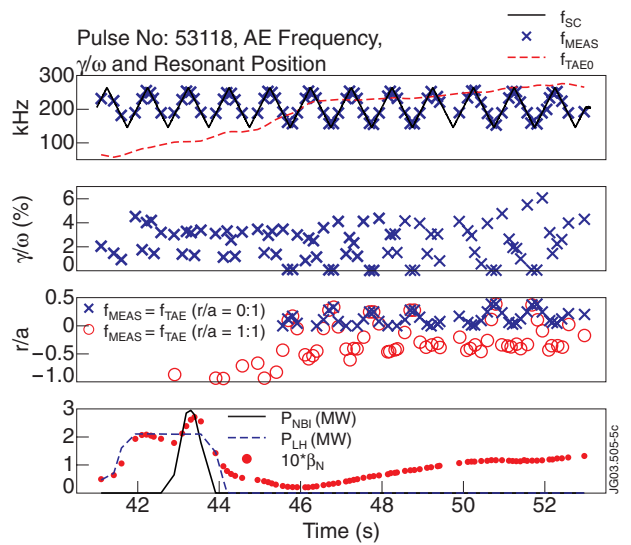 Pulse No: 53118, AE Frequency,
γ/ω and Resonant Position
f_SC
f_MEAS
f_TAE0
300
200
100
kHz
6
4
2
0
γ/ω (%)
0.5
0
−0.5
−1.0
r/a
f_MEAS = f_TAE (r/a = 0:1)
f_MEAS = f_TAE (r/a = 1:1)
3
2
1
0
P_NBI (MW)
P_LH (MW)
10*β_N
42 44 46 48 50 52
Time (s)
JG03.505-5c